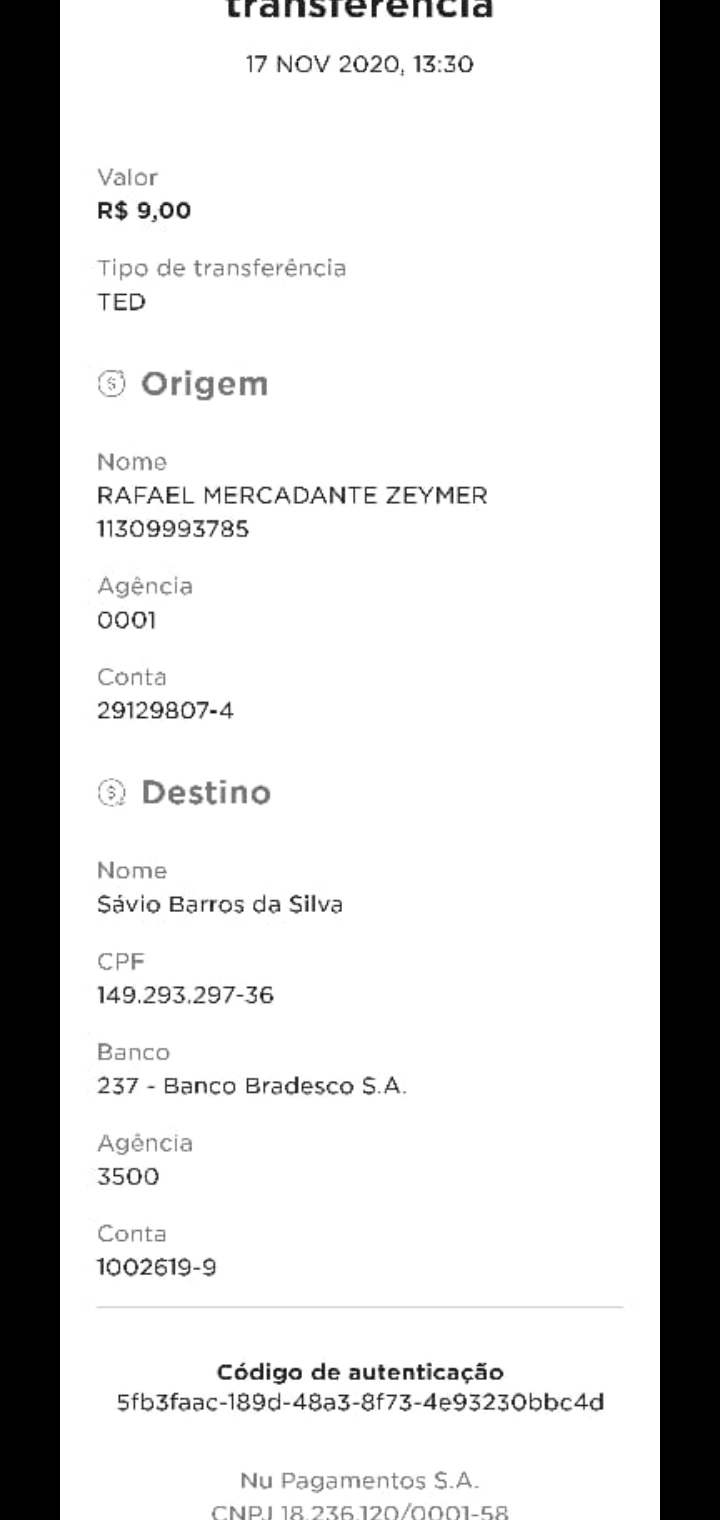 transferência
17 NOV 2020, 13:30
Valor
R$ 9,00
Tipo de transferência
TED
Origem
Nome
RAFAEL MERCADANTE ZEYMER
11309993785
Agência
0001
Conta
29129807-4
Destino
Nome
Sávio Barros da Silva
CPF
149.293.297-36
Banco
237 - Banco Bradesco S.A.
Agência
3500
Conta
1002619-9
Código de autenticação
5fb3faac-189d-48a3-8f73-4e93230bbc4d
Nu Pagamentos S.A.
CNPJ 18.236.120/0001-58